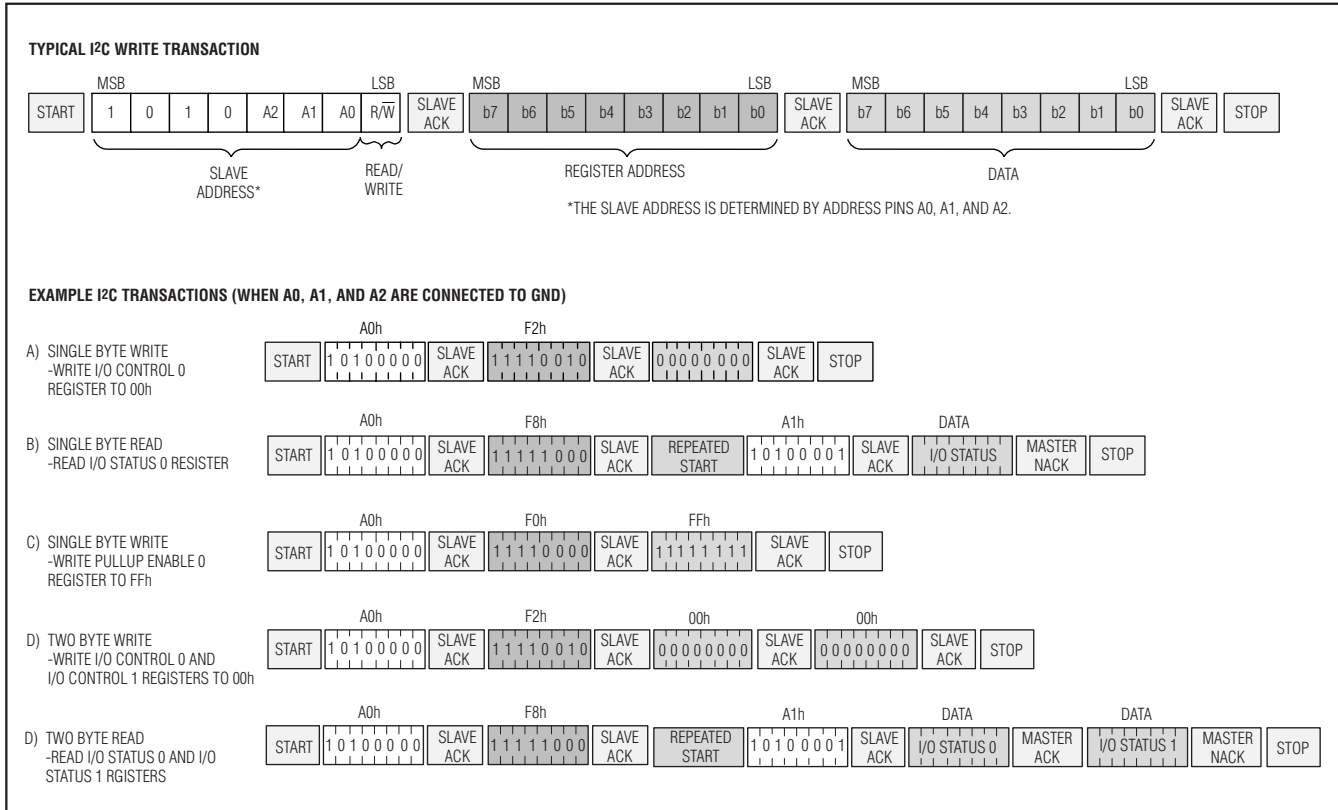 TYPICAL I2C WRITE TRANSACTION
MSB LSB MSB LSB MSB LSB
START 1 0 1 0 A2 A1 A0 R/W̅ SLAVE ACK b7 b6 b5 b4 b3 b2 b1 b0 SLAVE ACK b7 b6 b5 b4 b3 b2 b1 b0 SLAVE ACK STOP
SLAVE ADDRESS* READ/ WRITE REGISTER ADDRESS DATA
*THE SLAVE ADDRESS IS DETERMINED BY ADDRESS PINS A0, A1, AND A2.
EXAMPLE I2C TRANSACTIONS (WHEN A0, A1, AND A2 ARE CONNECTED TO GND)
A0h F2h
A) SINGLE BYTE WRITE
-WRITE I/O CONTROL 0
REGISTER TO 00h
START 1 0 1 0 0 0 0 0 SLAVE ACK 1 1 1 1 0 0 1 0 SLAVE ACK 0 0 0 0 0 0 0 0 SLAVE ACK STOP
A0h F8h A1h DATA
B) SINGLE BYTE READ
-READ I/O STATUS 0 RESISTER
START 1 0 1 0 0 0 0 0 SLAVE ACK 1 1 1 1 1 0 0 0 SLAVE ACK REPEATED START 1 0 1 0 0 0 0 1 SLAVE ACK I/O STATUS MASTER NACK STOP
A0h F0h FFh
C) SINGLE BYTE WRITE
-WRITE PULLUP ENABLE 0
REGISTER TO FFh
START 1 0 1 0 0 0 0 0 SLAVE ACK 1 1 1 1 0 0 0 0 SLAVE ACK 1 1 1 1 1 1 1 1 SLAVE ACK STOP
A0h F2h 00h 00h
D) TWO BYTE WRITE
-WRITE I/O CONTROL 0 AND
I/O CONTROL 1 REGISTERS TO 00h
START 1 0 1 0 0 0 0 0 SLAVE ACK 1 1 1 1 0 0 1 0 SLAVE ACK 0 0 0 0 0 0 0 0 SLAVE ACK 0 0 0 0 0 0 0 0 SLAVE ACK STOP
A0h F8h A1h DATA DATA
D) TWO BYTE READ
-READ I/O STATUS 0 AND I/O
STATUS 1 RGISTERS
START 1 0 1 0 0 0 0 0 SLAVE ACK 1 1 1 1 1 0 0 0 SLAVE ACK REPEATED START 1 0 1 0 0 0 0 1 SLAVE ACK I/O STATUS 0 MASTER ACK I/O STATUS 1 MASTER NACK STOP